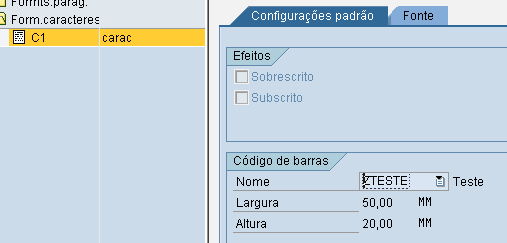 Formts.parág.
Form.caracteres
C1 carac
Configurações padrão Fonte
Efeitos
Sobrescrito
Subscrito
Código de barras
Nome ZTESTE Teste
Largura 50,00 MM
Altura 20,00 MM